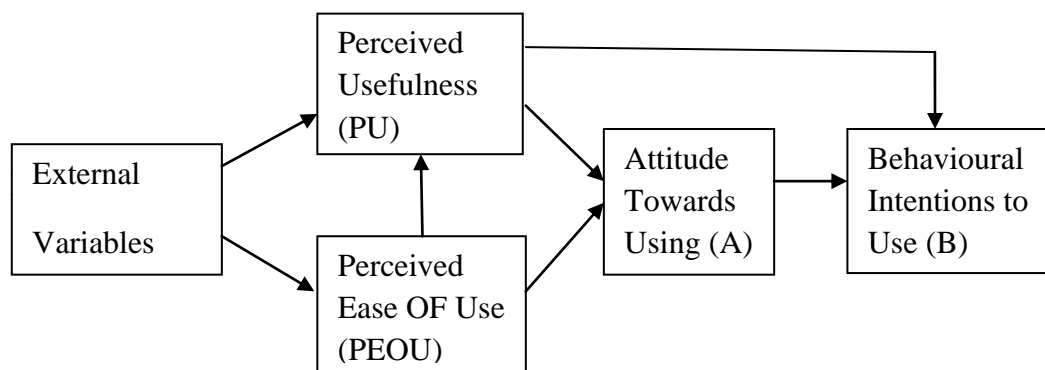 External
Variables
Perceived
Usefulness
(PU)
Perceived
Ease OF Use
(PEOU)
Attitude
Towards
Using (A)
Behavioural
Intentions to
Use (B)